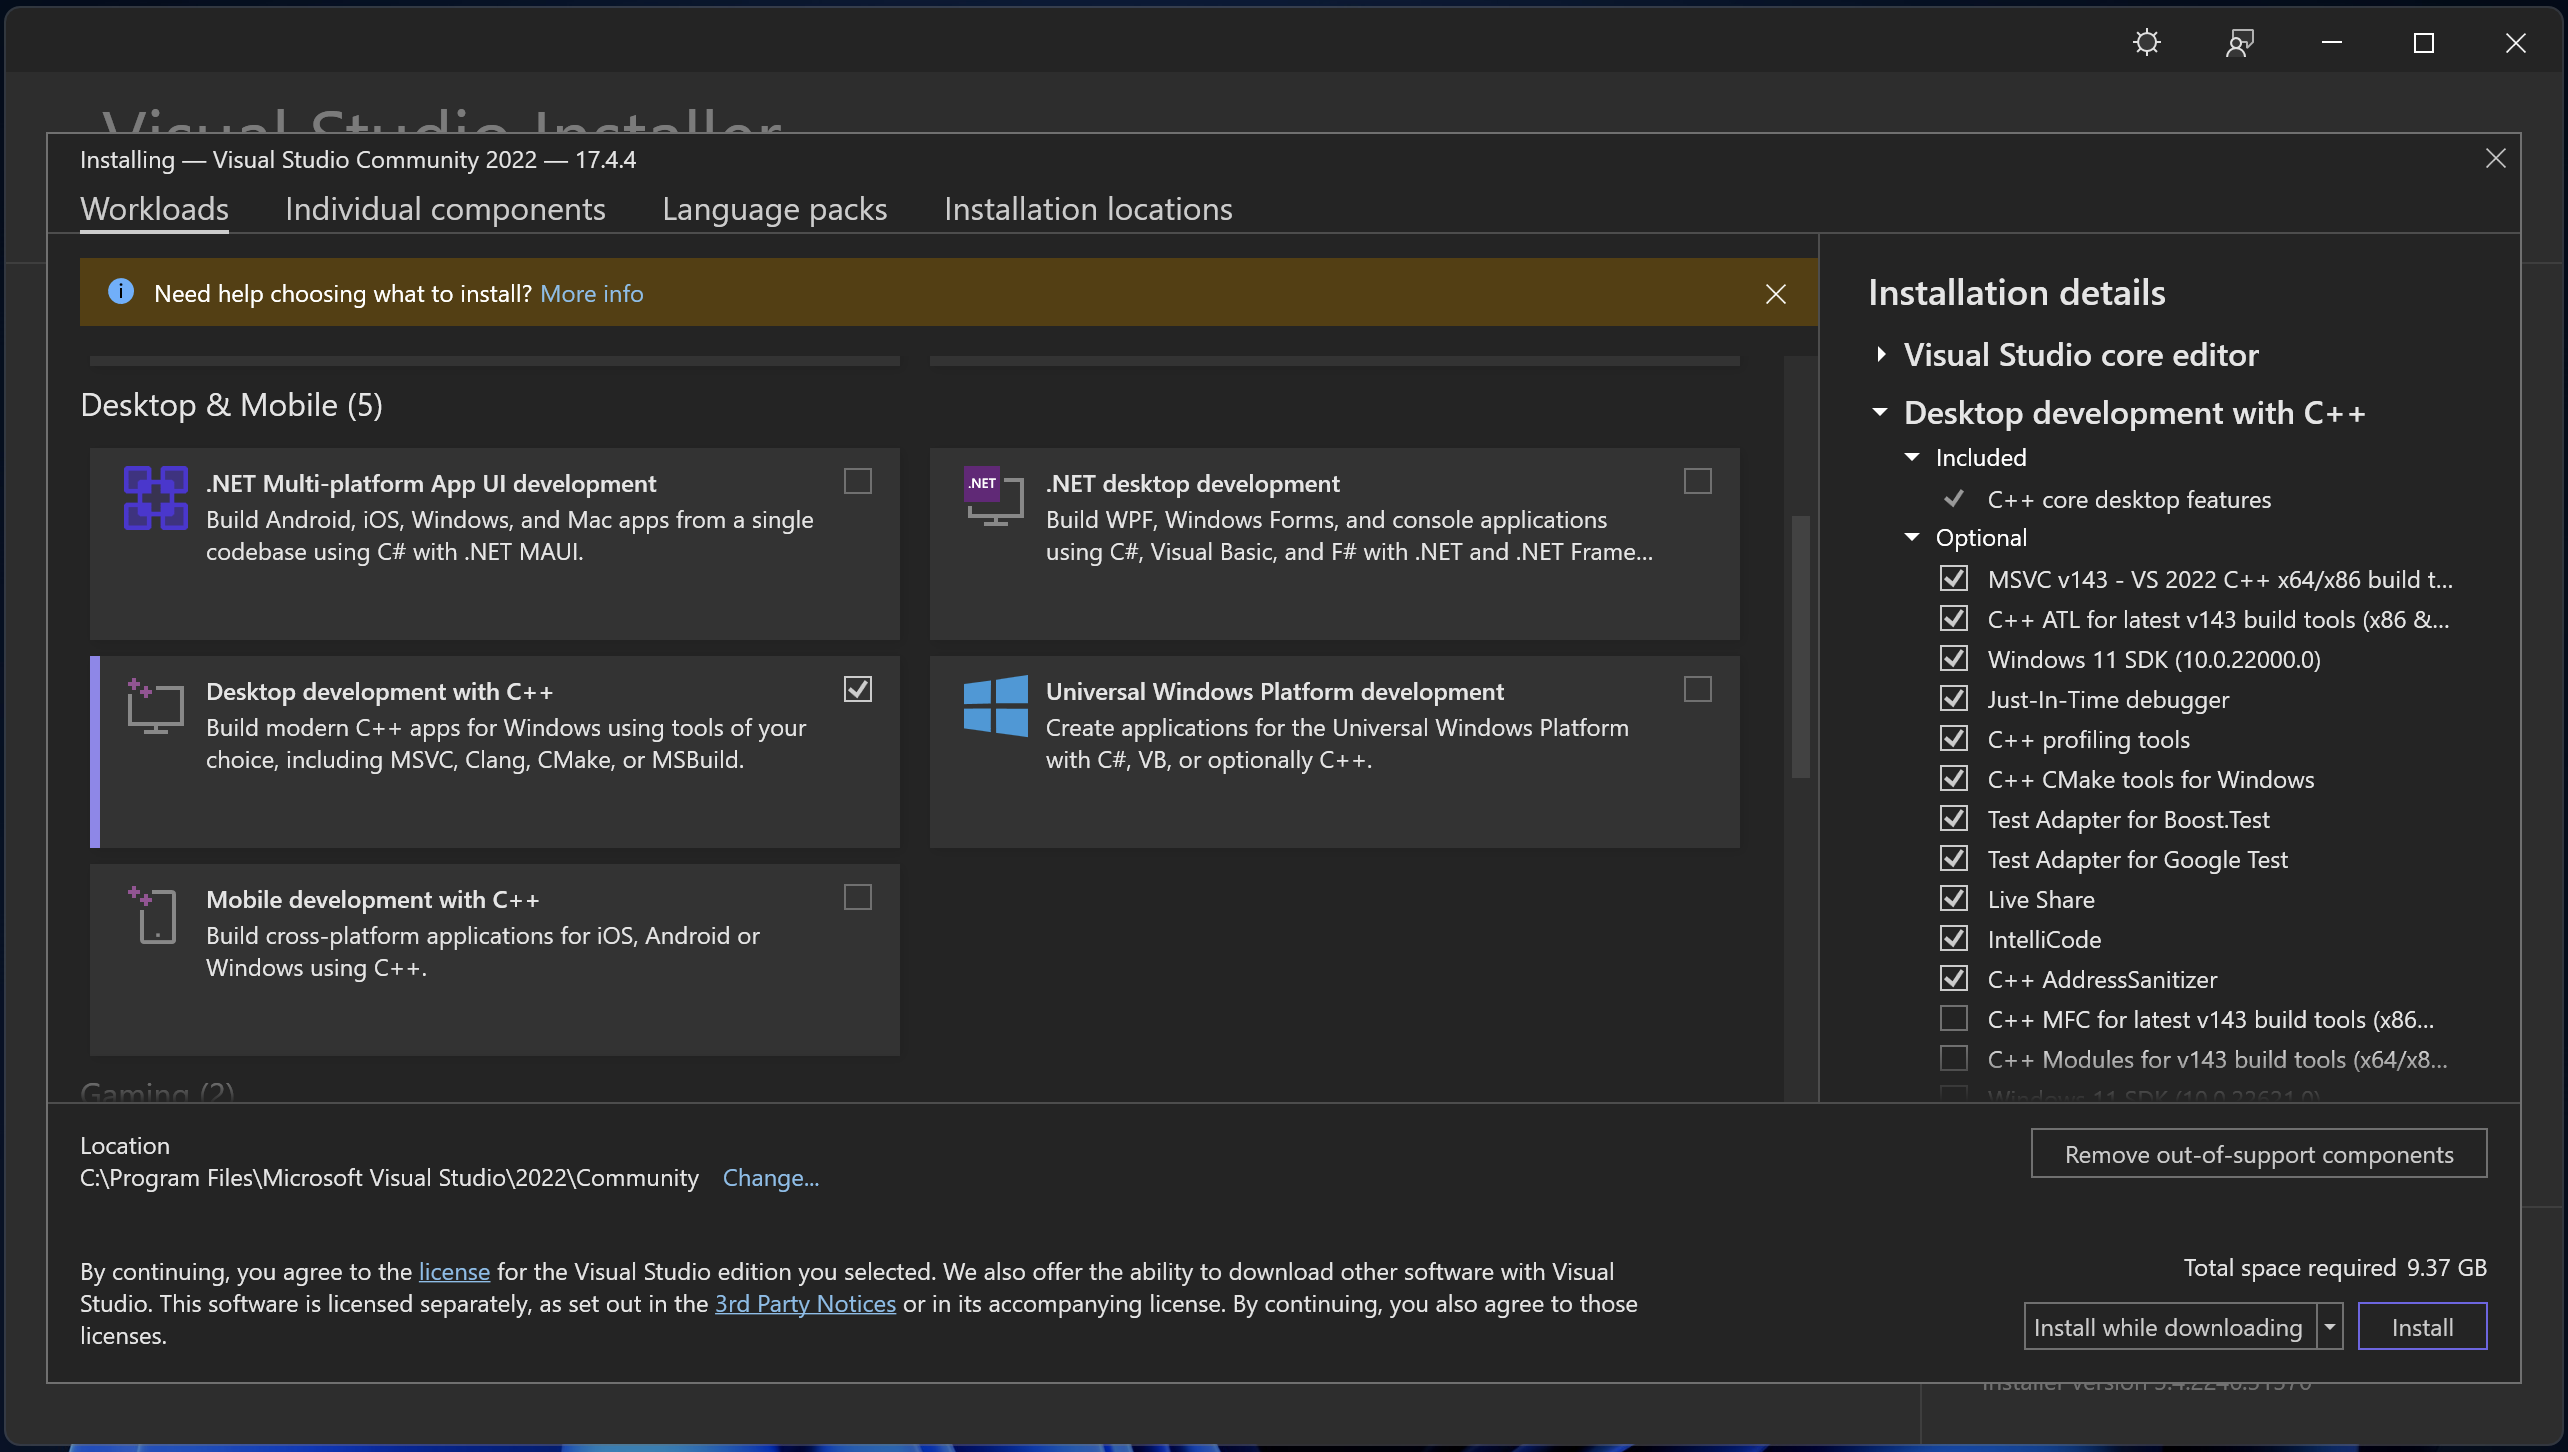 Visual Studio Installer
Installing — Visual Studio Community 2022 — 17.4.4
Workloads
Individual components
Language packs
Installation locations
Need help choosing what to install? More info
Desktop & Mobile (5)
.NET Multi-platform App UI development
Build Android, iOS, Windows, and Mac apps from a single
codebase using C# with .NET MAUI.
.NET
.NET desktop development
Build WPF, Windows Forms, and console applications
using C#, Visual Basic, and F# with .NET and .NET Frame...
Desktop development with C++
Build modern C++ apps for Windows using tools of your
choice, including MSVC, Clang, CMake, or MSBuild.
Universal Windows Platform development
Create applications for the Universal Windows Platform
with C#, VB, or optionally C++.
Mobile development with C++
Build cross-platform applications for iOS, Android or
Windows using C++.
Gaming (2)
Installation details
Visual Studio core editor
Desktop development with C++
Included
C++ core desktop features
Optional
MSVC v143 - VS 2022 C++ x64/x86 build t...
C++ ATL for latest v143 build tools (x86 &...
Windows 11 SDK (10.0.22000.0)
Just-In-Time debugger
C++ profiling tools
C++ CMake tools for Windows
Test Adapter for Boost.Test
Test Adapter for Google Test
Live Share
IntelliCode
C++ AddressSanitizer
C++ MFC for latest v143 build tools (x86...
C++ Modules for v143 build tools (x64/x8...
Windows 11 SDK (10.0.22621.0)
Location
C:\Program Files\Microsoft Visual Studio\2022\Community Change...
Remove out-of-support components
By continuing, you agree to the license for the Visual Studio edition you selected. We also offer the ability to download other software with Visual
Studio. This software is licensed separately, as set out in the 3rd Party Notices or in its accompanying license. By continuing, you also agree to those
licenses.
Total space required 9.37 GB
Install while downloading
Install
Installer version